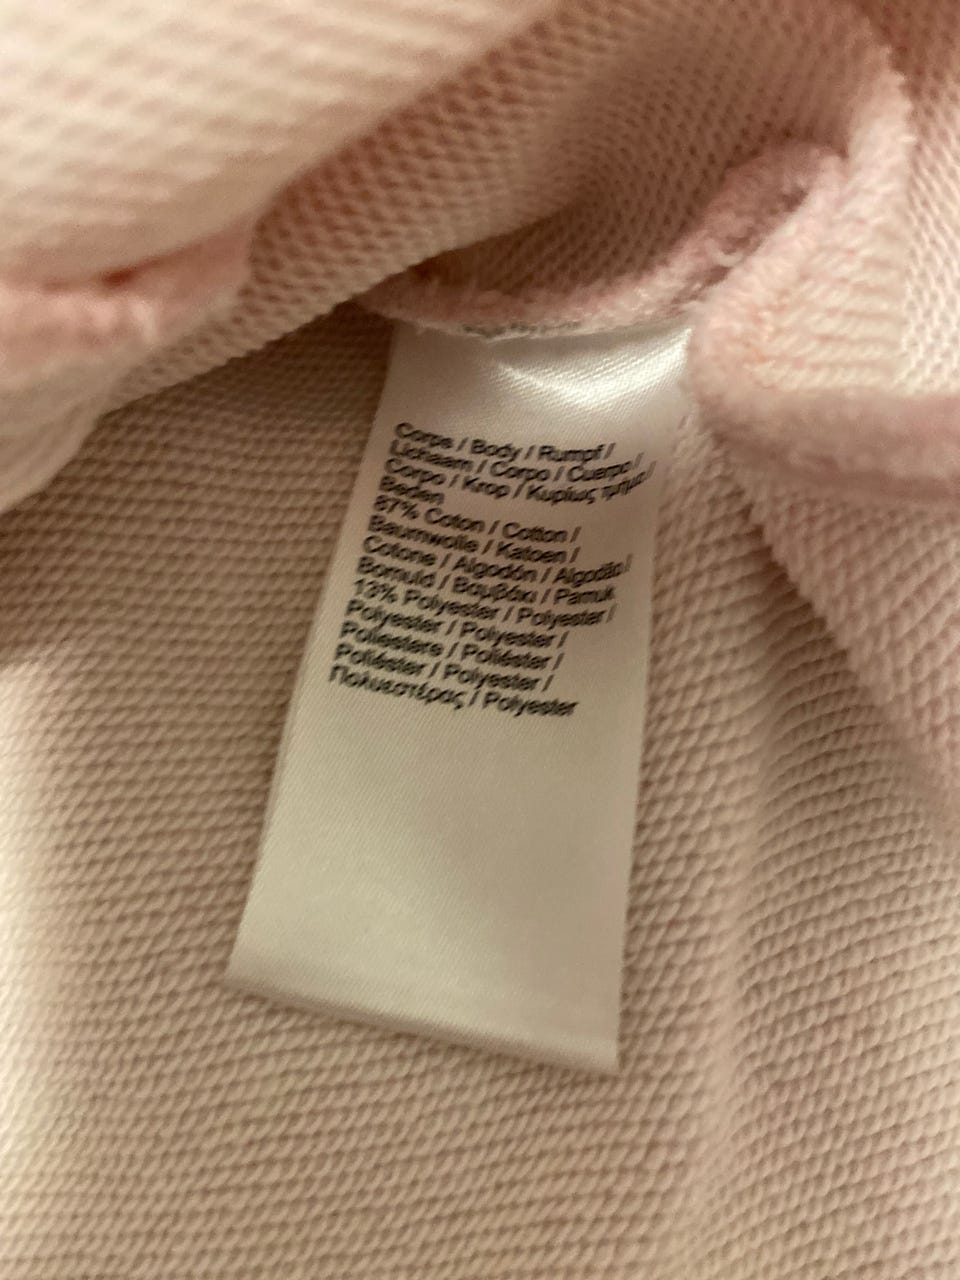 Corps / Body / Rumpf /
Lichaam / Corpo / Cuerpo /
Corpo / Krop / Κυρίως τμήμα /
Beden
87% Coton / Cotton /
Baumwolle / Katoen /
Cotone / Algodón / Algodão /
Bomuld / Βαμβάκι / Pamuk
13% Polyester / Polyester /
Polyester / Polyester /
Poliestere / Poliéster /
Poliéster / Polyester /
Πολυεστέρας / Polyester